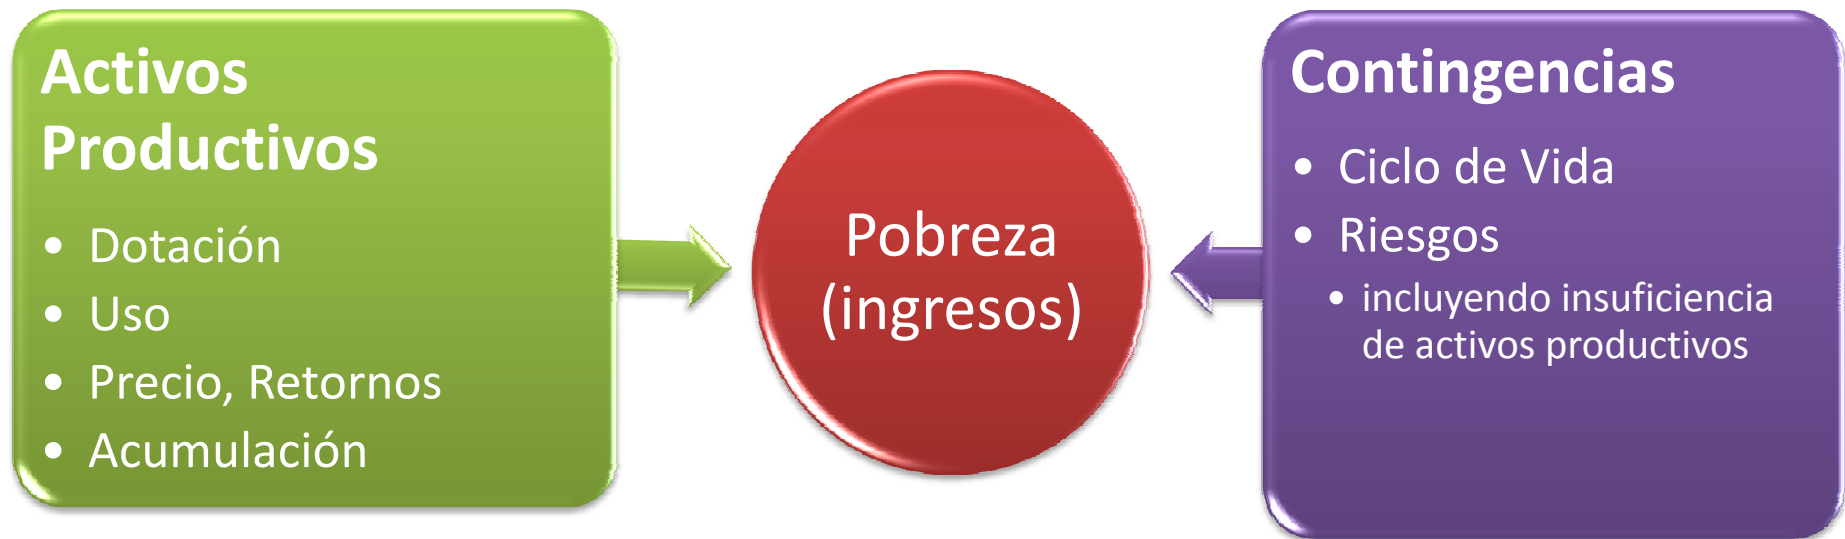 Activos
Productivos
• Dotación
• Uso
• Precio, Retornos
• Acumulación
Pobreza
(ingresos)
Contingencias
• Ciclo de Vida
• Riesgos
• incluyendo insuficiencia
de activos productivos